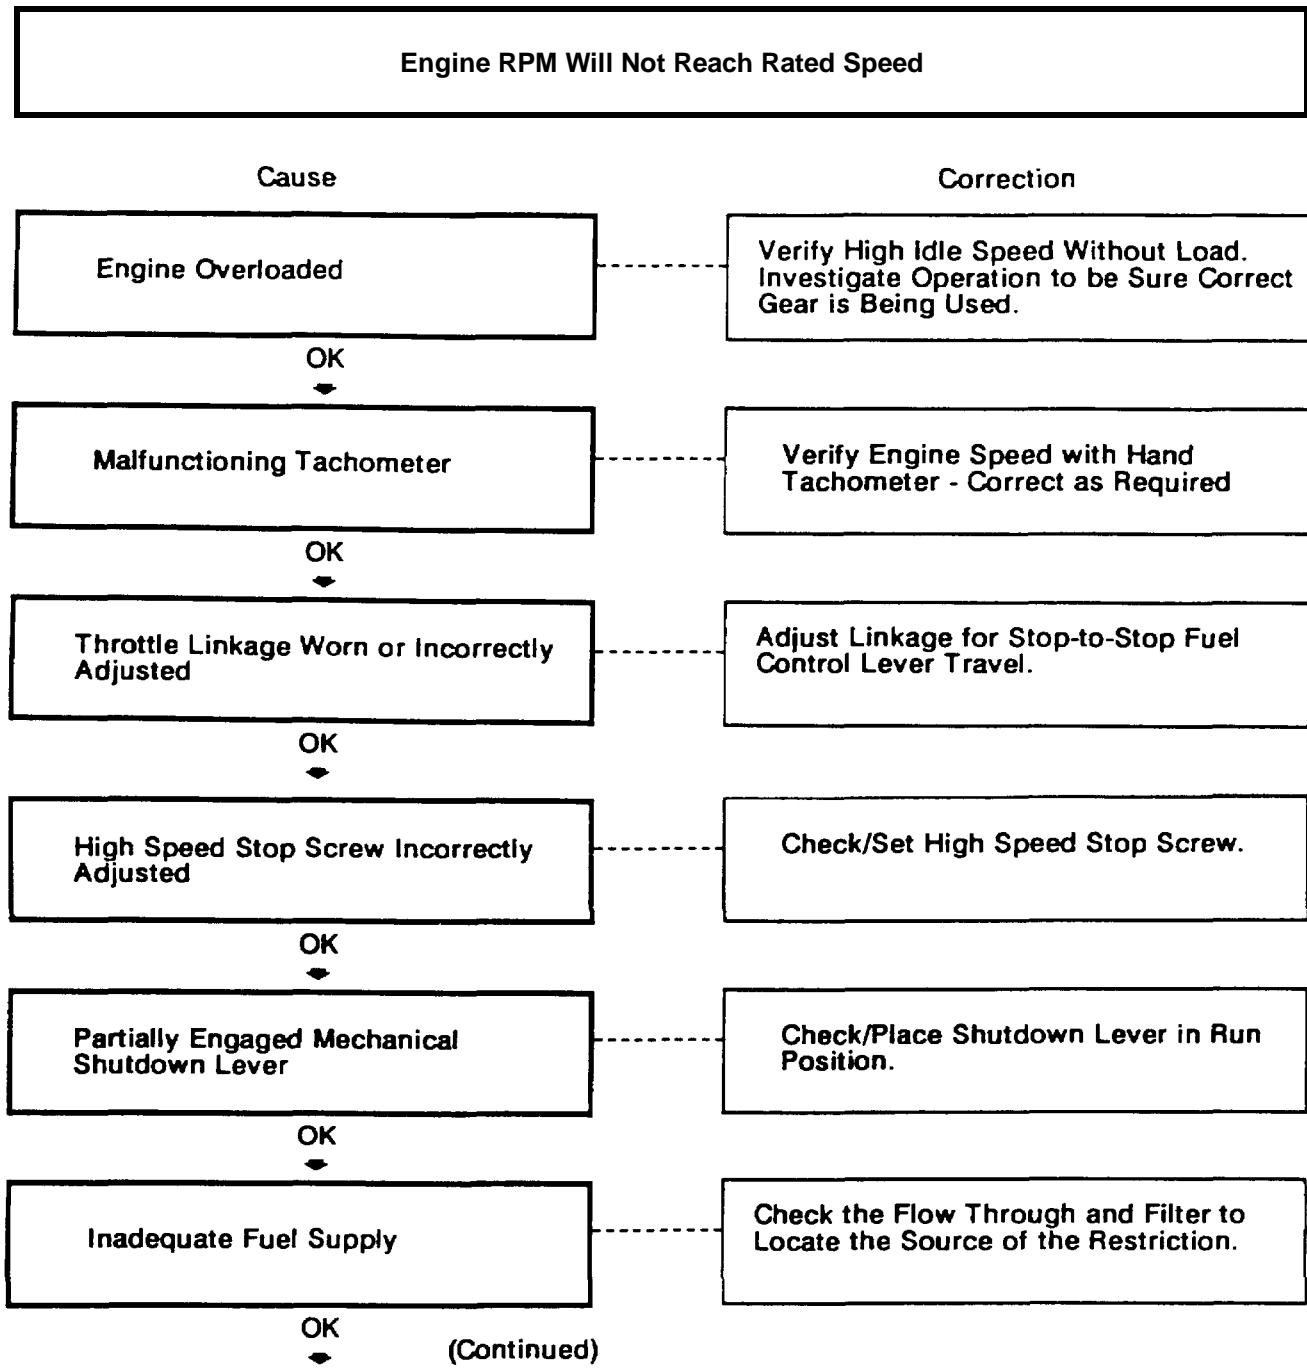 Engine RPM Will Not Reach Rated Speed
Cause
Correction
Engine Overloaded
Verify High Idle Speed Without Load.
Investigate Operation to be Sure Correct
Gear is Being Used.
OK
Malfunctioning Tachometer
Verify Engine Speed with Hand
Tachometer - Correct as Required
OK
Throttle Linkage Worn or Incorrectly
Adjusted
Adjust Linkage for Stop-to-Stop Fuel
Control Lever Travel.
OK
High Speed Stop Screw Incorrectly
Adjusted
Check/Set High Speed Stop Screw.
OK
Partially Engaged Mechanical
Shutdown Lever
Check/Place Shutdown Lever in Run
Position.
OK
Inadequate Fuel Supply
Check the Flow Through and Filter to
Locate the Source of the Restriction.
OK
(Continued)